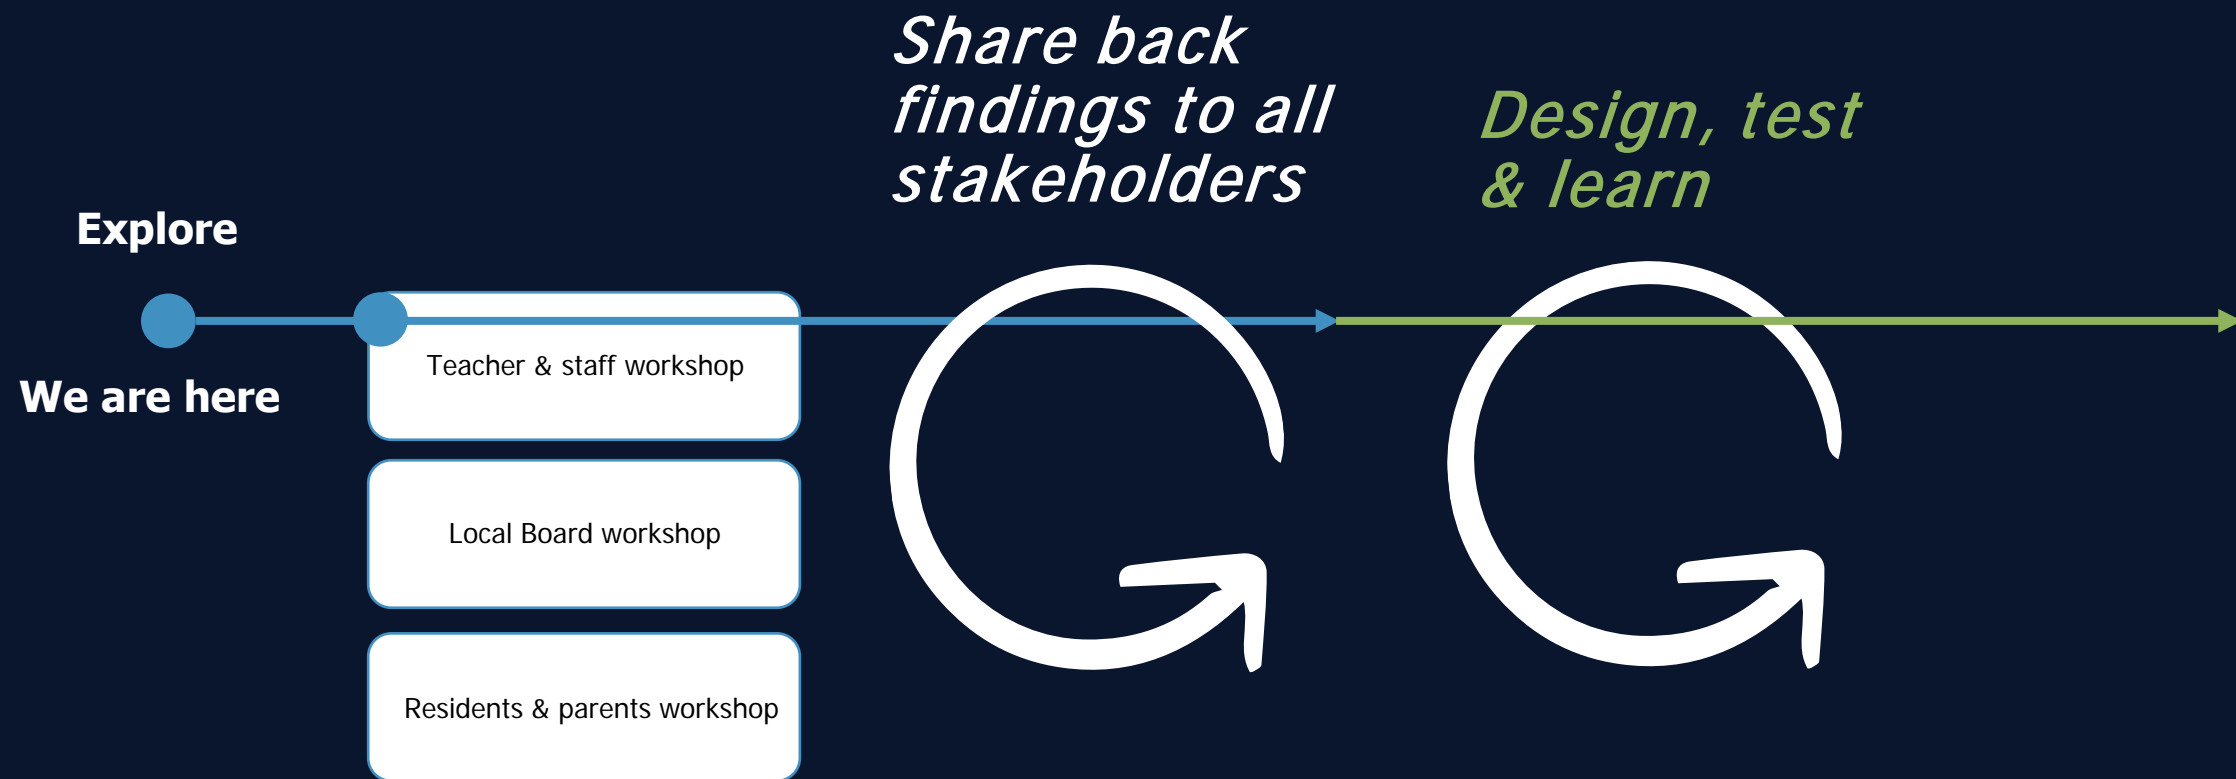 Explore
We are here
Teacher & staff workshop
Local Board workshop
Residents & parents workshop
Share back
findings to all
stakeholders
Design, test
& learn